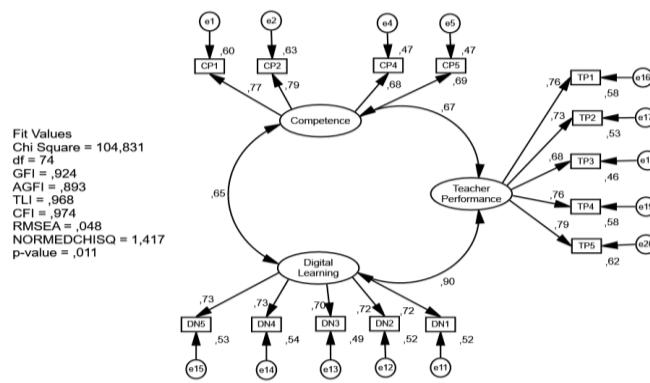 e1
e2
e4
e5
,60
,63
,47
,47
CP1
CP2
CP4
CP5
,77
,79
,68
,69
Competence
,67
,65
,90
Teacher
Performance
,76
,73
,68
,76
,79
TP1
TP2
TP3
TP4
TP5
,58
,53
,46
,58
,62
e16
Fit Values
Chi Square = 104,831
df = 74
GFI = ,924
AGFI = ,893
TLI = ,968
CFI = ,974
RMSEA = ,048
NORMEDCHISQ = 1,417
p-value = ,011
Digital
Learning
,73
,73
,70
,72
,72
DN5
DN4
DN3
DN2
DN1
,53
,54
,49
,52
,52
e15
e14
e13
e12
e11